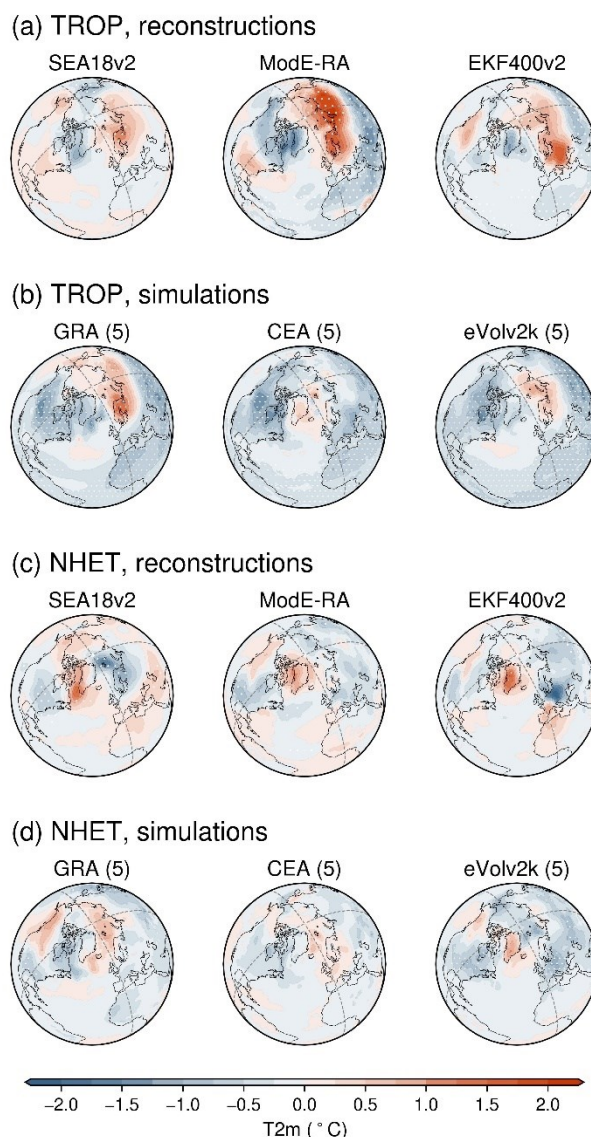 (a) TROP, reconstructions
SEA18v2 ModE-RA EKF400v2
(b) TROP, simulations
GRA (5) CEA (5) eVolv2k (5)
(c) NHET, reconstructions
SEA18v2 ModE-RA EKF400v2
(d) NHET, simulations
GRA (5) CEA (5) eVolv2k (5)
−2.0 −1.5 −1.0 −0.5 0.0 0.5 1.0 1.5 2.0
T2m (°C)